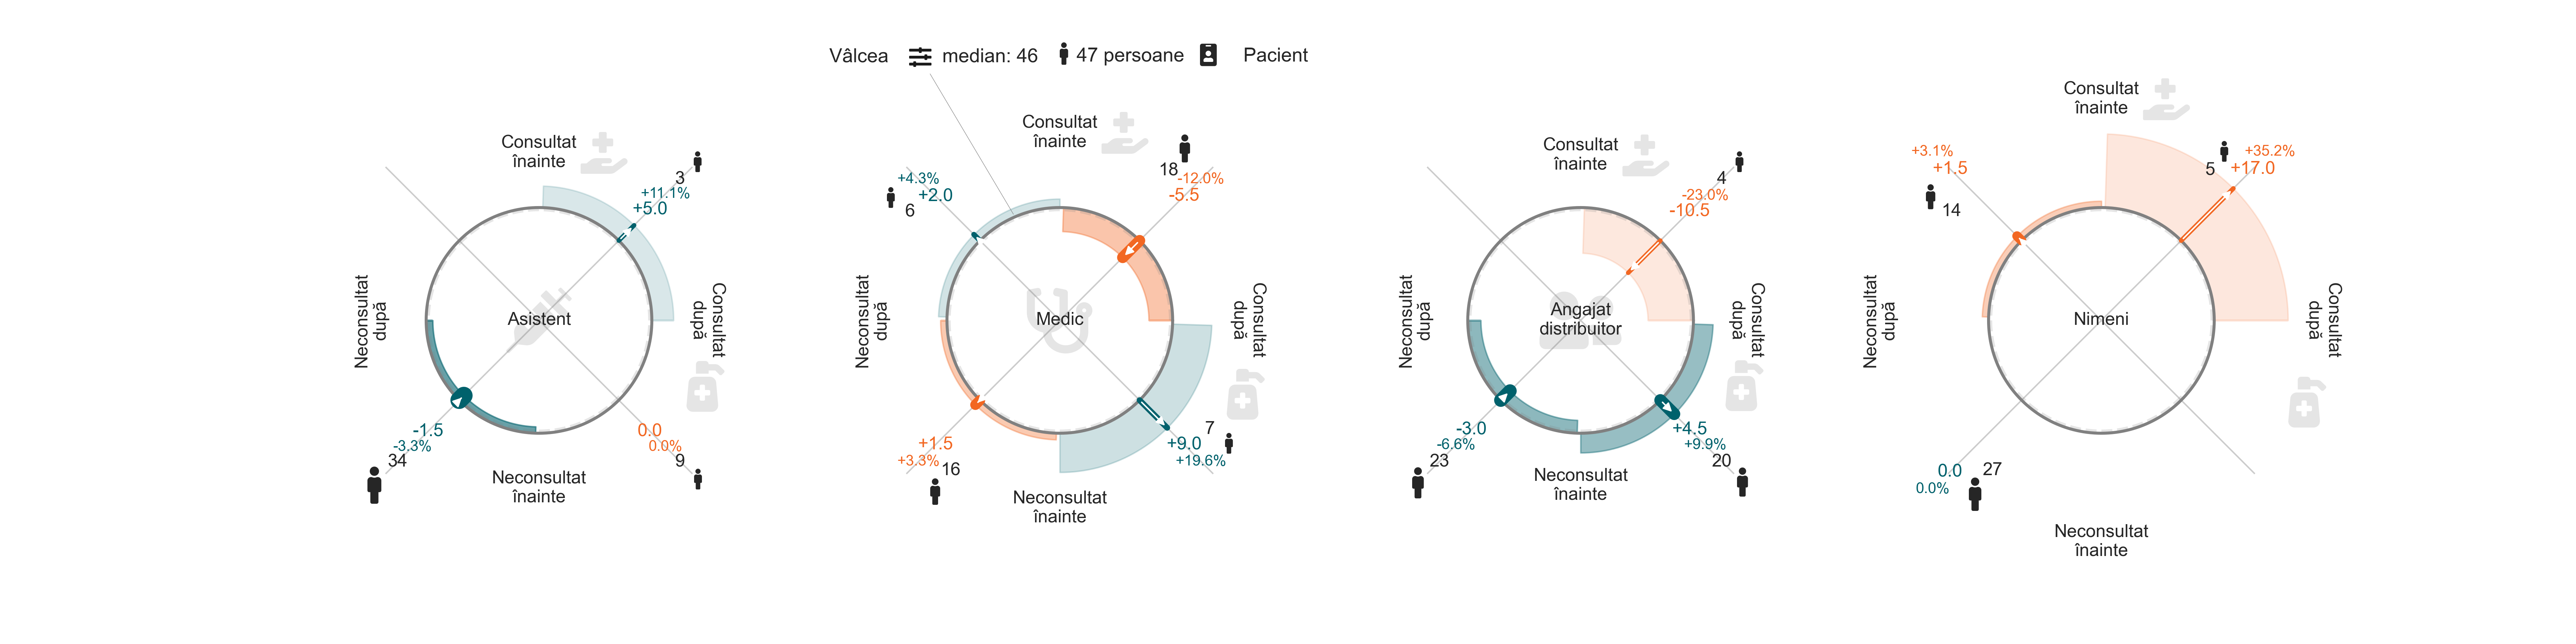 Vâlcea median: 46 47 persoane Pacient
Consultat
înainte
3
+11.1%
+5.0
Neconsultat
după
Asistent
Consultat
după
-1.5
-3.3%
34
0.0
0.0%
9
Neconsultat
înainte
Consultat
înainte
+4.3%
+2.0
6
18
-12.0%
-5.5
Neconsultat
după
Medic
Consultat
după
+1.5
+3.3%
16
7
+9.0
+19.6%
Neconsultat
înainte
Consultat
înainte
4
-23.0%
-10.5
Neconsultat
după
Angajat
distribuitor
Consultat
după
-3.0
-6.6%
23
+4.5
+9.9%
20
Neconsultat
înainte
Consultat
înainte
+3.1%
+1.5
14
5
+35.2%
+17.0
Neconsultat
după
Nimeni
Consultat
după
0.0
0.0%
27
Neconsultat
înainte